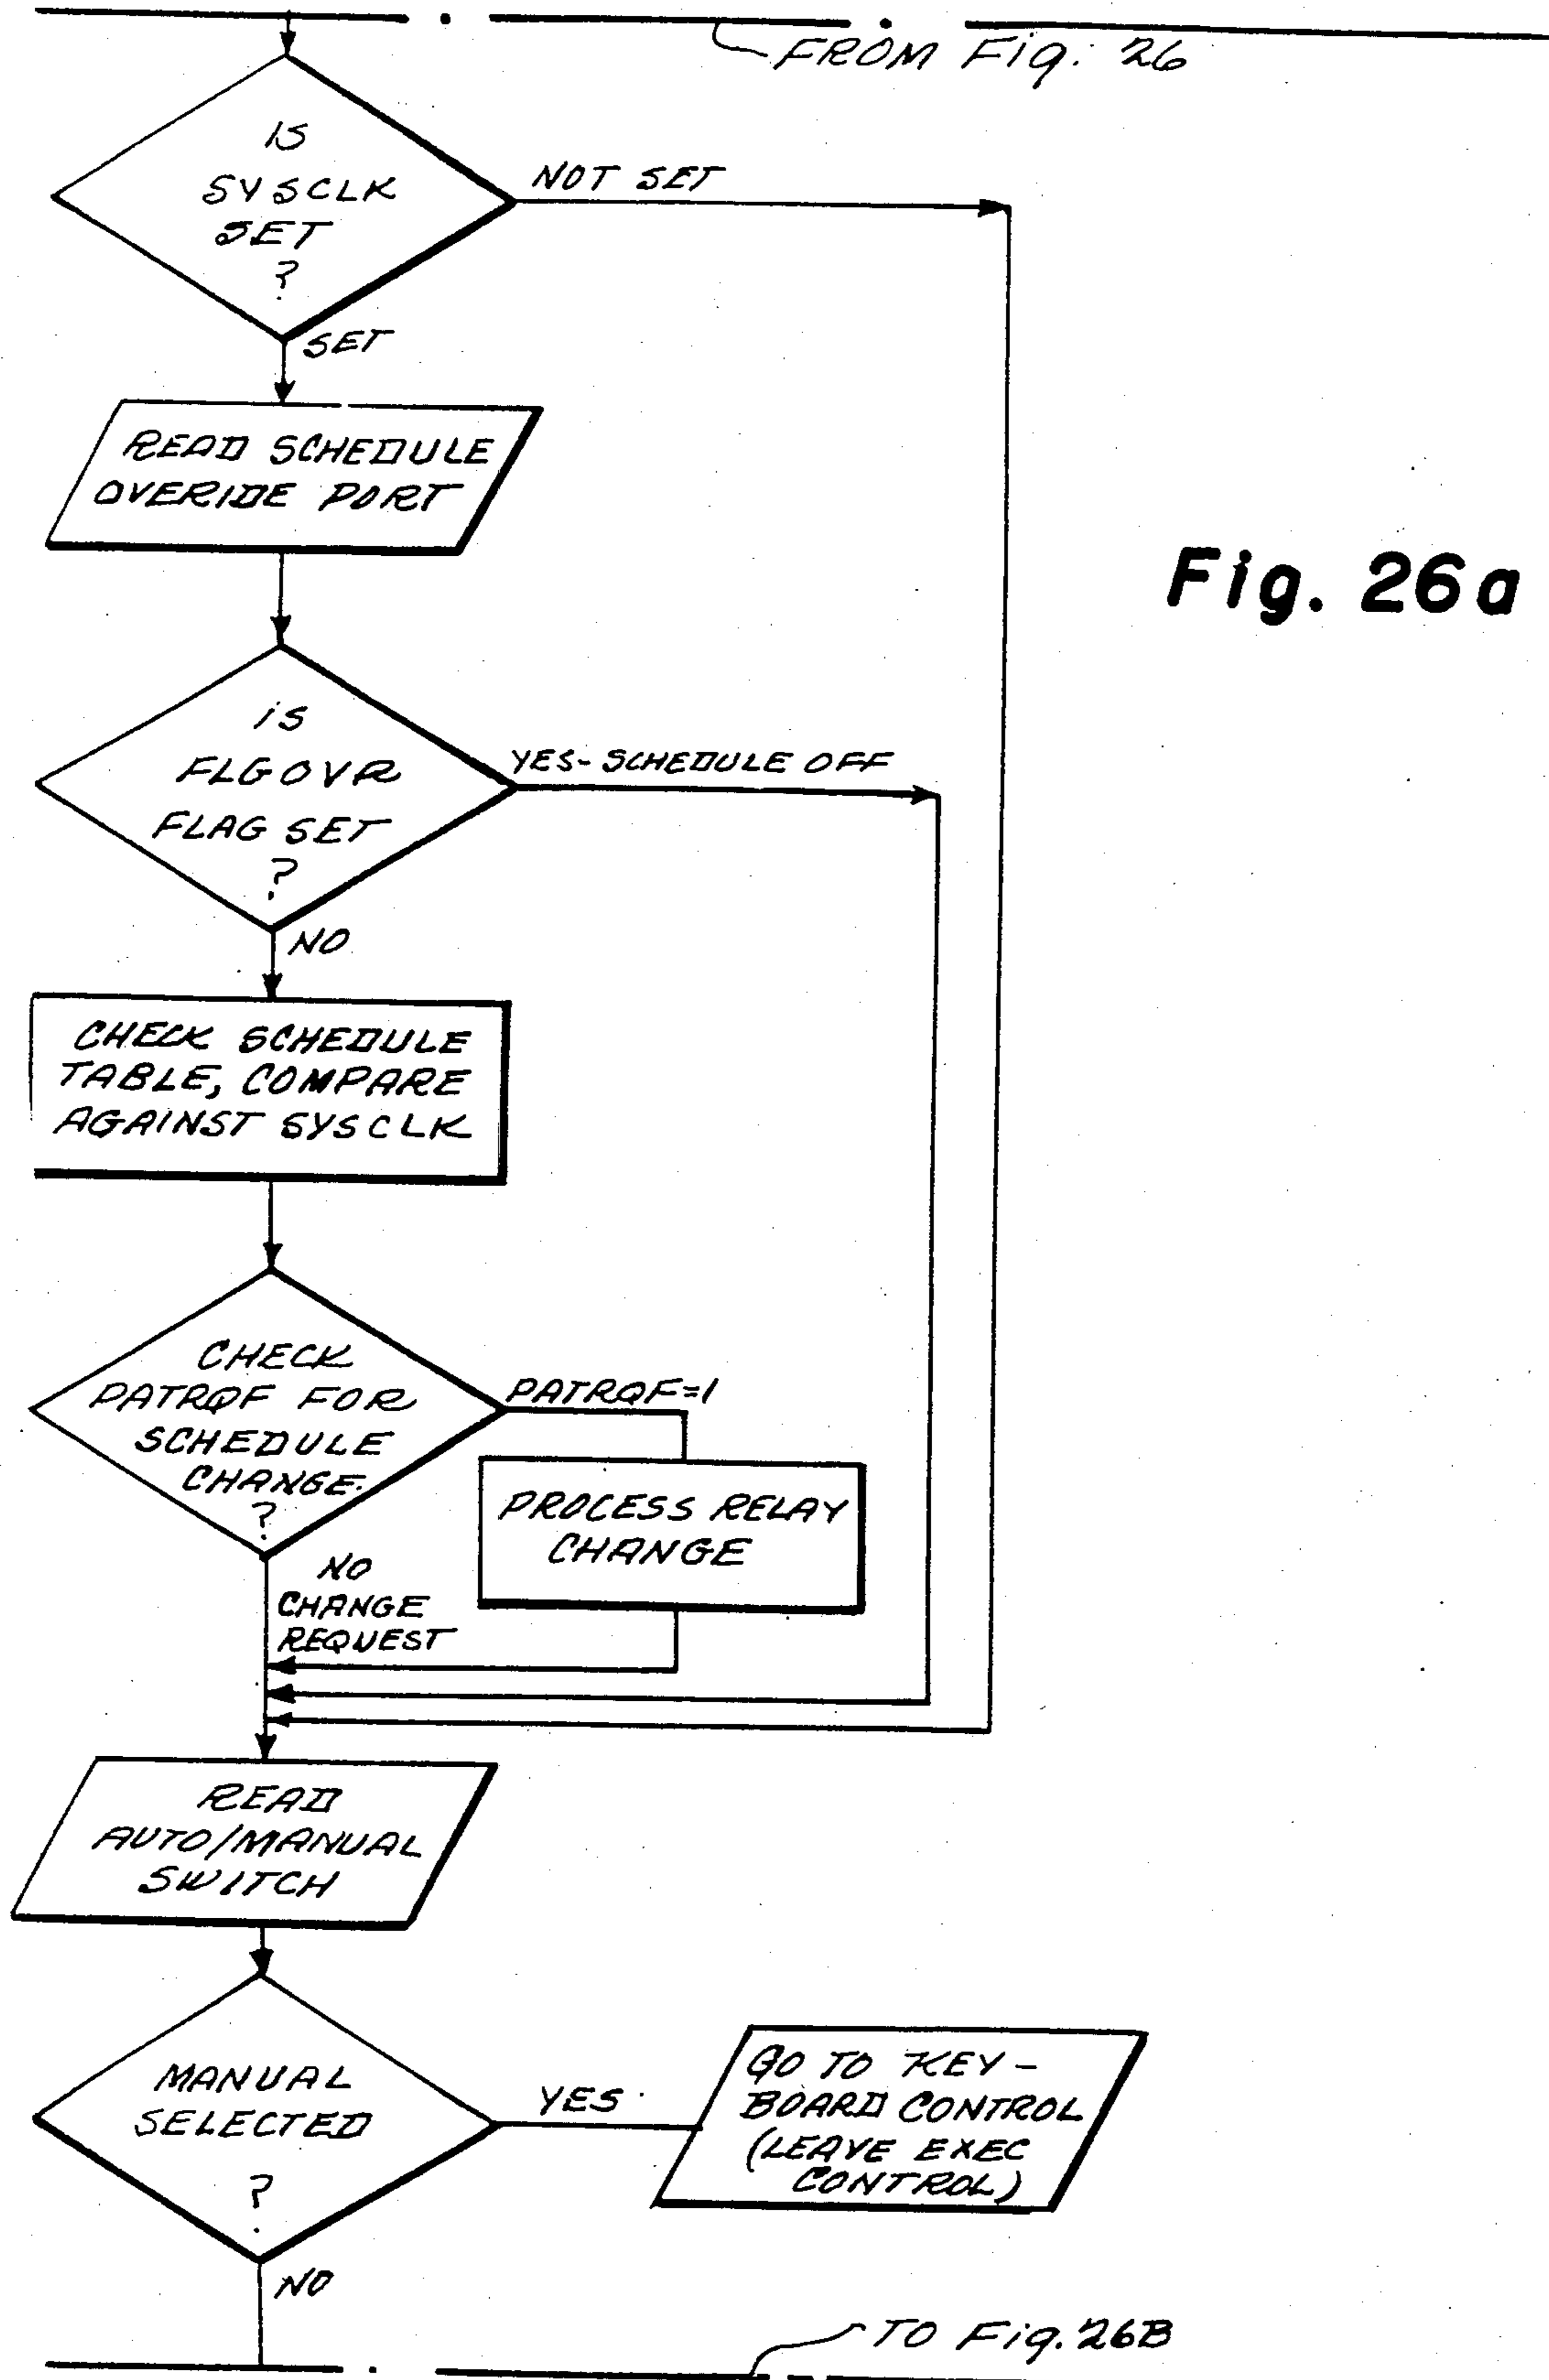 FROM Fig. 26
IS
SYSCLK
SET
?
NOT SET
SET
READ SCHEDULE
OVERIDE PORT
Fig. 26a
is
FLGOVR
FLAG SET
?
YES-SCHEDULE OFF
NO
CHECK SCHEDULE
TABLE, COMPARE
AGAINST SYSCLK
CHECK
PATRQF FOR
SCHEDULE
CHANGE
?
PATRQF=1
PROCESS RELAY
CHANGE
NO
CHANGE
REQUEST
READ
AUTO/MANUAL
SWITCH
MANUAL
SELECTED
?
YES
GO TO KEY-
BOARD CONTROL
(LEAVE EXEC
CONTROL)
NO
TO Fig. 26B